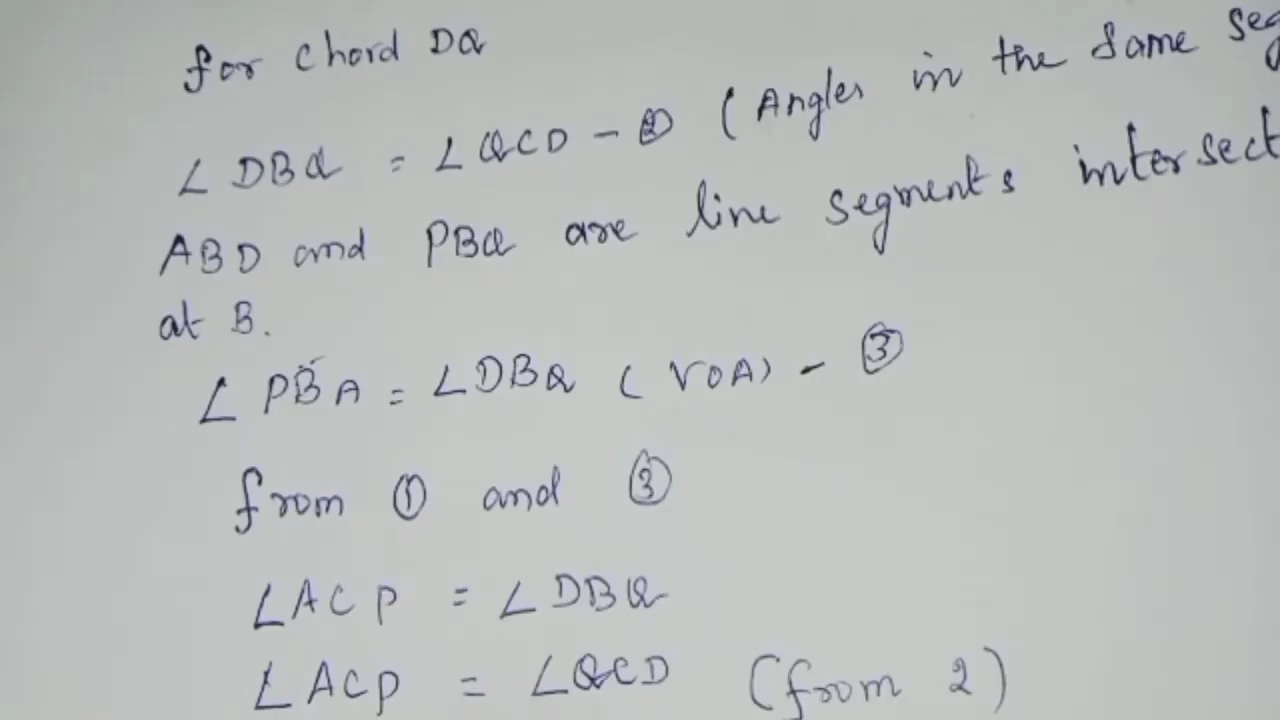 for chord DQ
∠ DBQ = ∠ QCD - ② (Angles in the same seg
ABD and PBQ are line segments intersect
at B.
∠ PBA = ∠DBQ ( VOA) - ③
from ① and ③
∠ACP = ∠DBQ
∠ACP = ∠QCD (from 2)